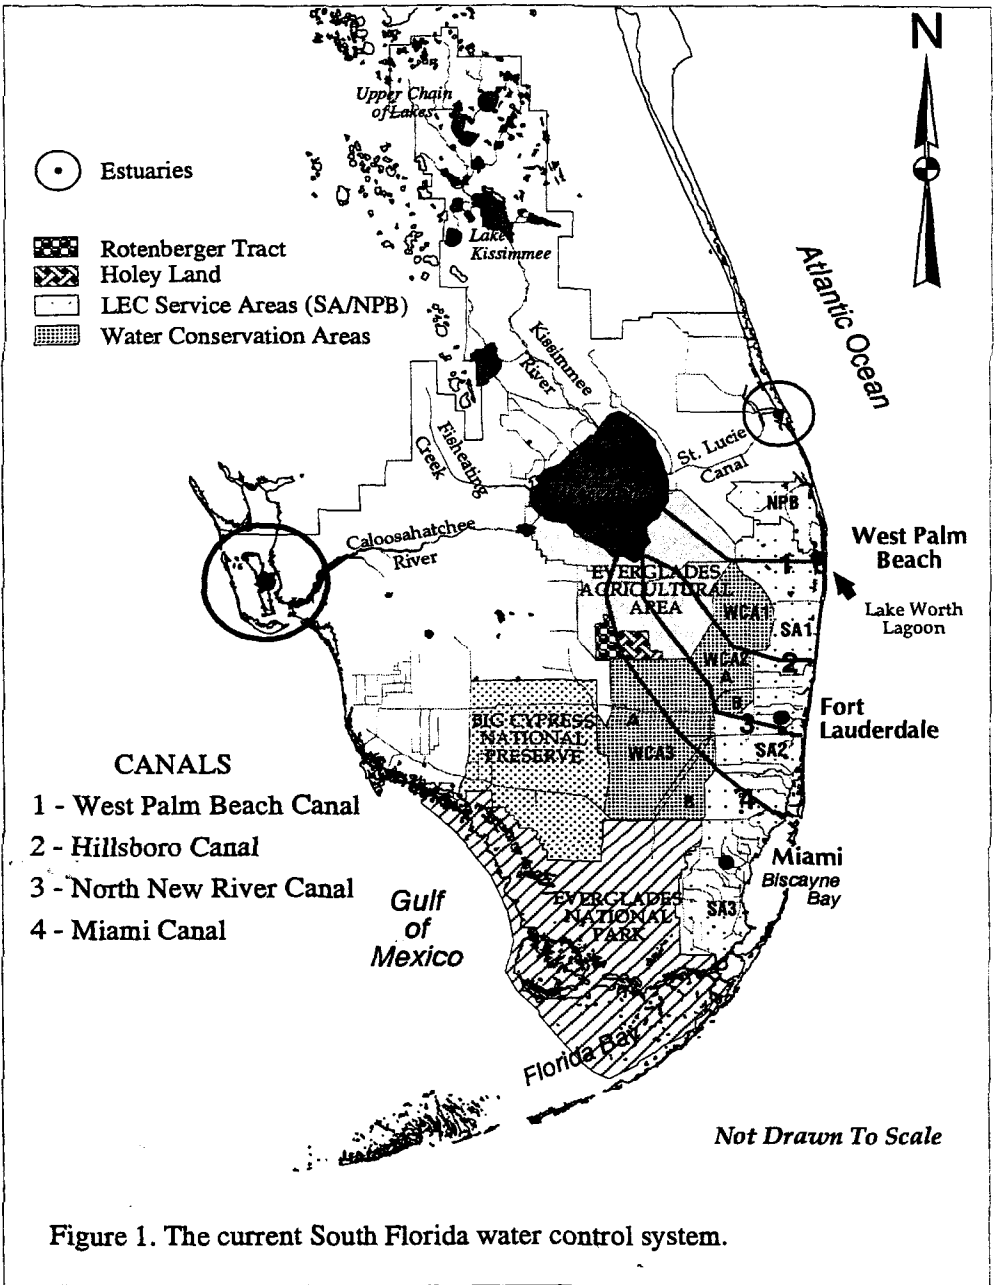 N
Upper Chain
of Lakes
Estuaries
Rotenberger Tract
Holey Land
LEC Service Areas (SA/NPB)
Water Conservation Areas
Lake
Kissimmee
Atlantic Ocean
Kissimmee
River
Fisheating
Creek
St. Lucie
Canal
NPB
Caloosahatchee
River
West Palm
Beach
1
EVERGLADES
AGRICULTURAL
AREA
WCA1
Lake Worth
Lagoon
SA1
WCA2
A
B
2
Fort
Lauderdale
3
SA2
BIG CYPRESS
NATIONAL
PRESERVE
A
WCA3
B
4
CANALS
1 - West Palm Beach Canal
2 - Hillsboro Canal
3 - North New River Canal
4 - Miami Canal
Miami
Biscayne
Bay
Gulf
of
Mexico
EVERGLADES
NATIONAL
PARK
SA3
Florida Bay
Not Drawn To Scale
Figure 1. The current South Florida water control system.